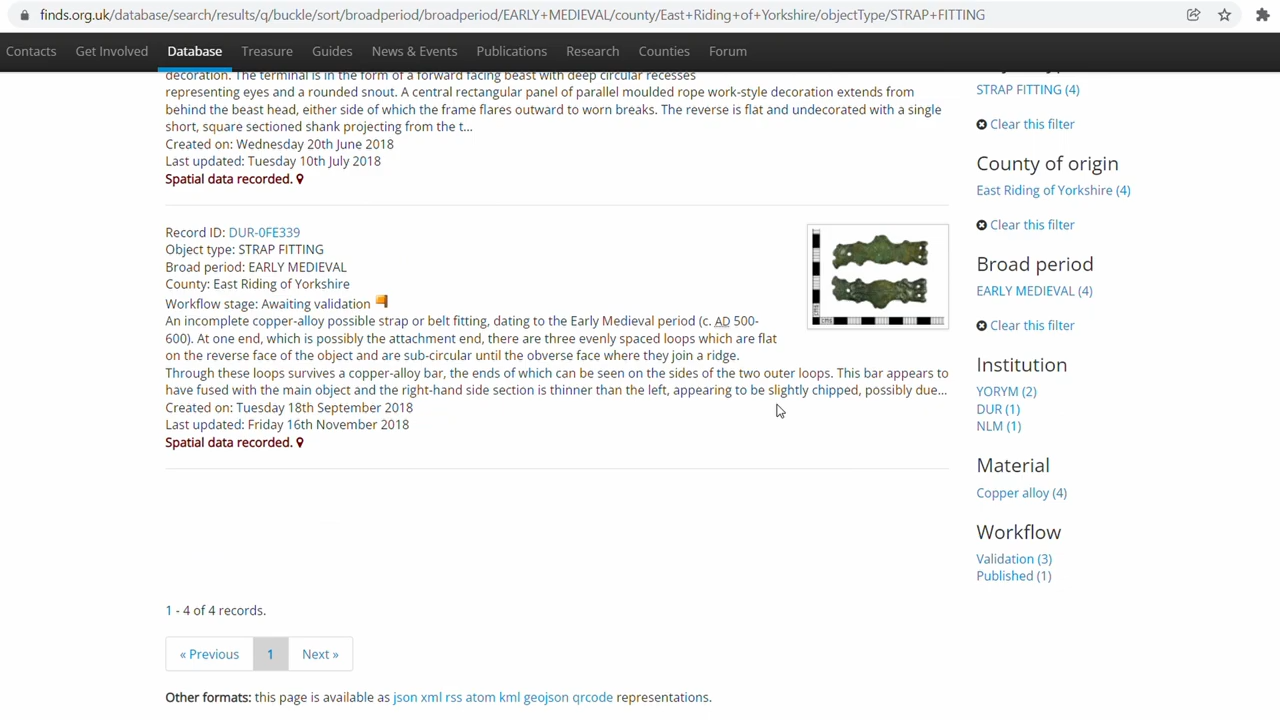 finds.org.uk/database/search/results/q/buckle/sort/broadperiod/broadperiod/EARLY+MEDIEVAL/county/East+Riding+of+Yorkshire/objectType/STRAP+FITTING
Contacts Get Involved Database Treasure Guides News & Events Publications Research Counties Forum
decoration. The terminal is in the form of a forward facing beast with deep circular recesses
representing eyes and a rounded snout. A central rectangular panel of parallel moulded rope work-style decoration extends from
behind the beast head, either side of which the frame flares outward to worn breaks. The reverse is flat and undecorated with a single
short, square sectioned shank projecting from the t...
Created on: Wednesday 20th June 2018
Last updated: Tuesday 10th July 2018
Spatial data recorded.
Record ID: DUR-0FE339
Object type: STRAP FITTING
Broad period: EARLY MEDIEVAL
County: East Riding of Yorkshire
Workflow stage: Awaiting validation
An incomplete copper-alloy possible strap or belt fitting, dating to the Early Medieval period (c. AD 500-
600). At one end, which is possibly the attachment end, there are three evenly spaced loops which are flat
on the reverse face of the object and are sub-circular until the obverse face where they join a ridge.
Through these loops survives a copper-alloy bar, the ends of which can be seen on the sides of the two outer loops. This bar appears to
have fused with the main object and the right-hand side section is thinner than the left, appearing to be slightly chipped, possibly due...
Created on: Tuesday 18th September 2018
Last updated: Friday 16th November 2018
Spatial data recorded.
1 - 4 of 4 records.
« Previous 1 Next »
Other formats: this page is available as json xml rss atom kml geojson qrcode representations.
STRAP FITTING (4)
Clear this filter
County of origin
East Riding of Yorkshire (4)
Clear this filter
Broad period
EARLY MEDIEVAL (4)
Clear this filter
Institution
YORYM (2)
DUR (1)
NLM (1)
Material
Copper alloy (4)
Workflow
Validation (3)
Published (1)